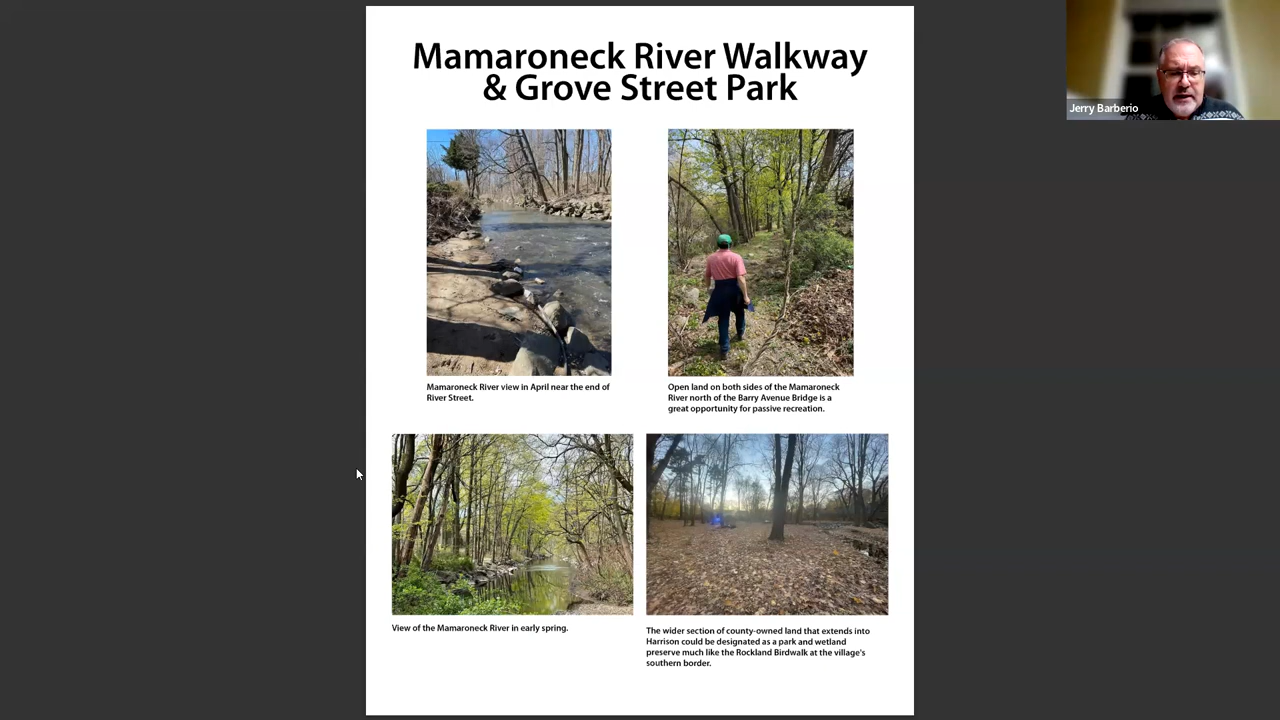 Mamaroneck River Walkway
& Grove Street Park
Jerry Barberio
Mamaroneck River view in April near the end of
River Street.
Open land on both sides of the Mamaroneck
River north of the Barry Avenue Bridge is a
great opportunity for passive recreation.
View of the Mamaroneck River in early spring.
The wider section of county-owned land that extends into
Harrison could be designated as a park and wetland
preserve much like the Rockland Birdwalk at the village's
southern border.